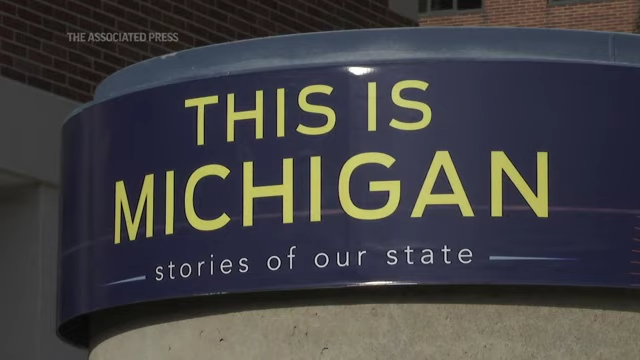 THE ASSOCIATED PRESS
THIS IS
MICHIGAN
stories of our state